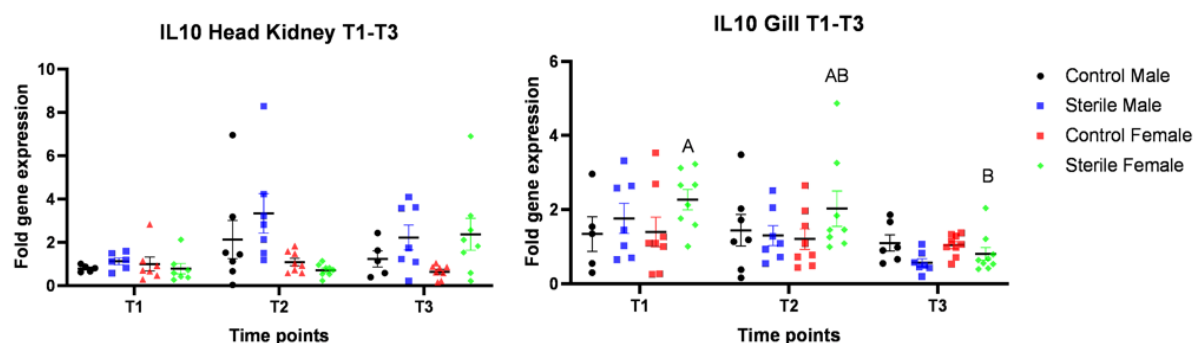 IL10 Head Kidney T1-T3
Fold gene expression
10
8
6
4
2
0
T1 T2 T3
Time points
IL10 Gill T1-T3
Fold gene expression
6
4
2
0
A
AB
B
T1 T2 T3
Time points
Control Male
Sterile Male
Control Female
Sterile Female